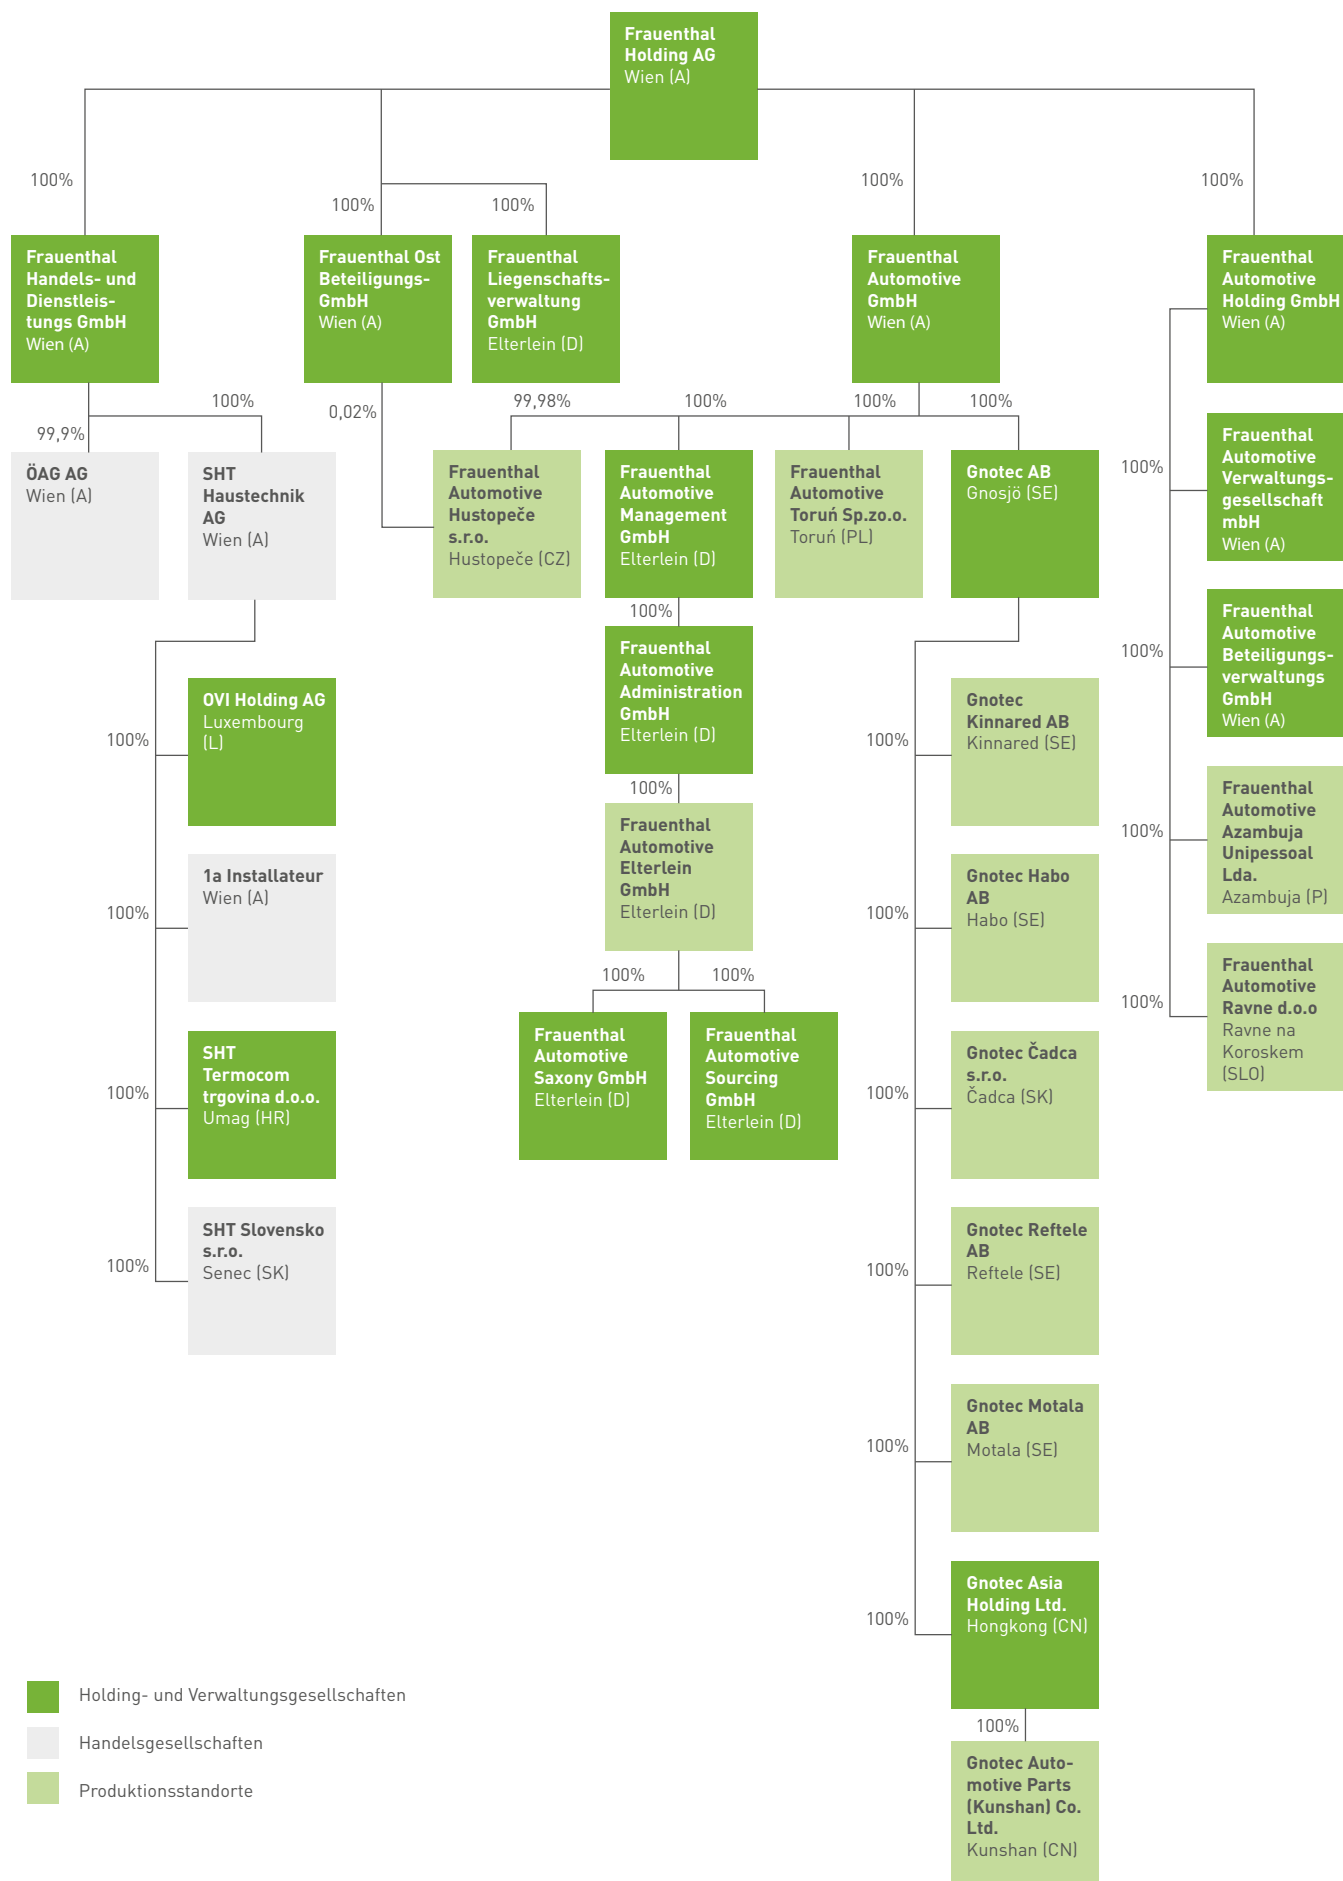 Frauenthal
Holding AG
Wien (A)
100%
100%
100%
100%
100%
Frauenthal
Handels- und
Dienstleis-
tungs GmbH
Wien (A)
Frauenthal Ost
Beteiligungs-
GmbH
Wien (A)
Frauenthal
Liegenschafts-
verwaltung
GmbH
Elterlein (D)
Frauenthal
Automotive
GmbH
Wien (A)
Frauenthal
Automotive
Holding GmbH
Wien (A)
99,9%
100%
0,02%
99,98%
100%
100%
100%
ÖAG AG
Wien (A)
SHT
Haustechnik
AG
Wien (A)
Frauenthal
Automotive
Hustopeče
s.r.o.
Hustopeče (CZ)
Frauenthal
Automotive
Management
GmbH
Elterlein (D)
Frauenthal
Automotive
Toruń Sp.zo.o.
Toruń (PL)
Gnotec AB
Gnosjö (SE)
100%
Frauenthal
Automotive
Verwaltungs-
gesellschaft
mbH
Wien (A)
100%
Frauenthal
Automotive
Administration
GmbH
Elterlein (D)
100%
Frauenthal
Automotive
Beteiligungs-
verwaltungs
GmbH
Wien (A)
100%
OVI Holding AG
Luxembourg
(L)
100%
Gnotec
Kinnared AB
Kinnared (SE)
100%
Frauenthal
Automotive
Elterlein
GmbH
Elterlein (D)
100%
Frauenthal
Automotive
Azambuja
Unipessoal
Lda.
Azambuja (P)
100%
1a Installateur
Wien (A)
100%
Gnotec Habo
AB
Habo (SE)
100%
100%
100%
Frauenthal
Automotive
Ravne d.o.o
Ravne na
Koroskem
(SLO)
Frauenthal
Automotive
Saxony GmbH
Elterlein (D)
Frauenthal
Automotive
Sourcing
GmbH
Elterlein (D)
100%
SHT
Termocom
trgovina d.o.o.
Umag (HR)
100%
Gnotec Čadca
s.r.o.
Čadca (SK)
100%
SHT Slovensko
s.r.o.
Senec (SK)
100%
Gnotec Reftele
AB
Reftele (SE)
100%
Gnotec Motala
AB
Motala (SE)
100%
Gnotec Asia
Holding Ltd.
Hongkong (CN)
100%
Gnotec Auto-
motive Parts
(Kunshan) Co.
Ltd.
Kunshan (CN)
Holding- und Verwaltungsgesellschaften
Handelsgesellschaften
Produktionsstandorte